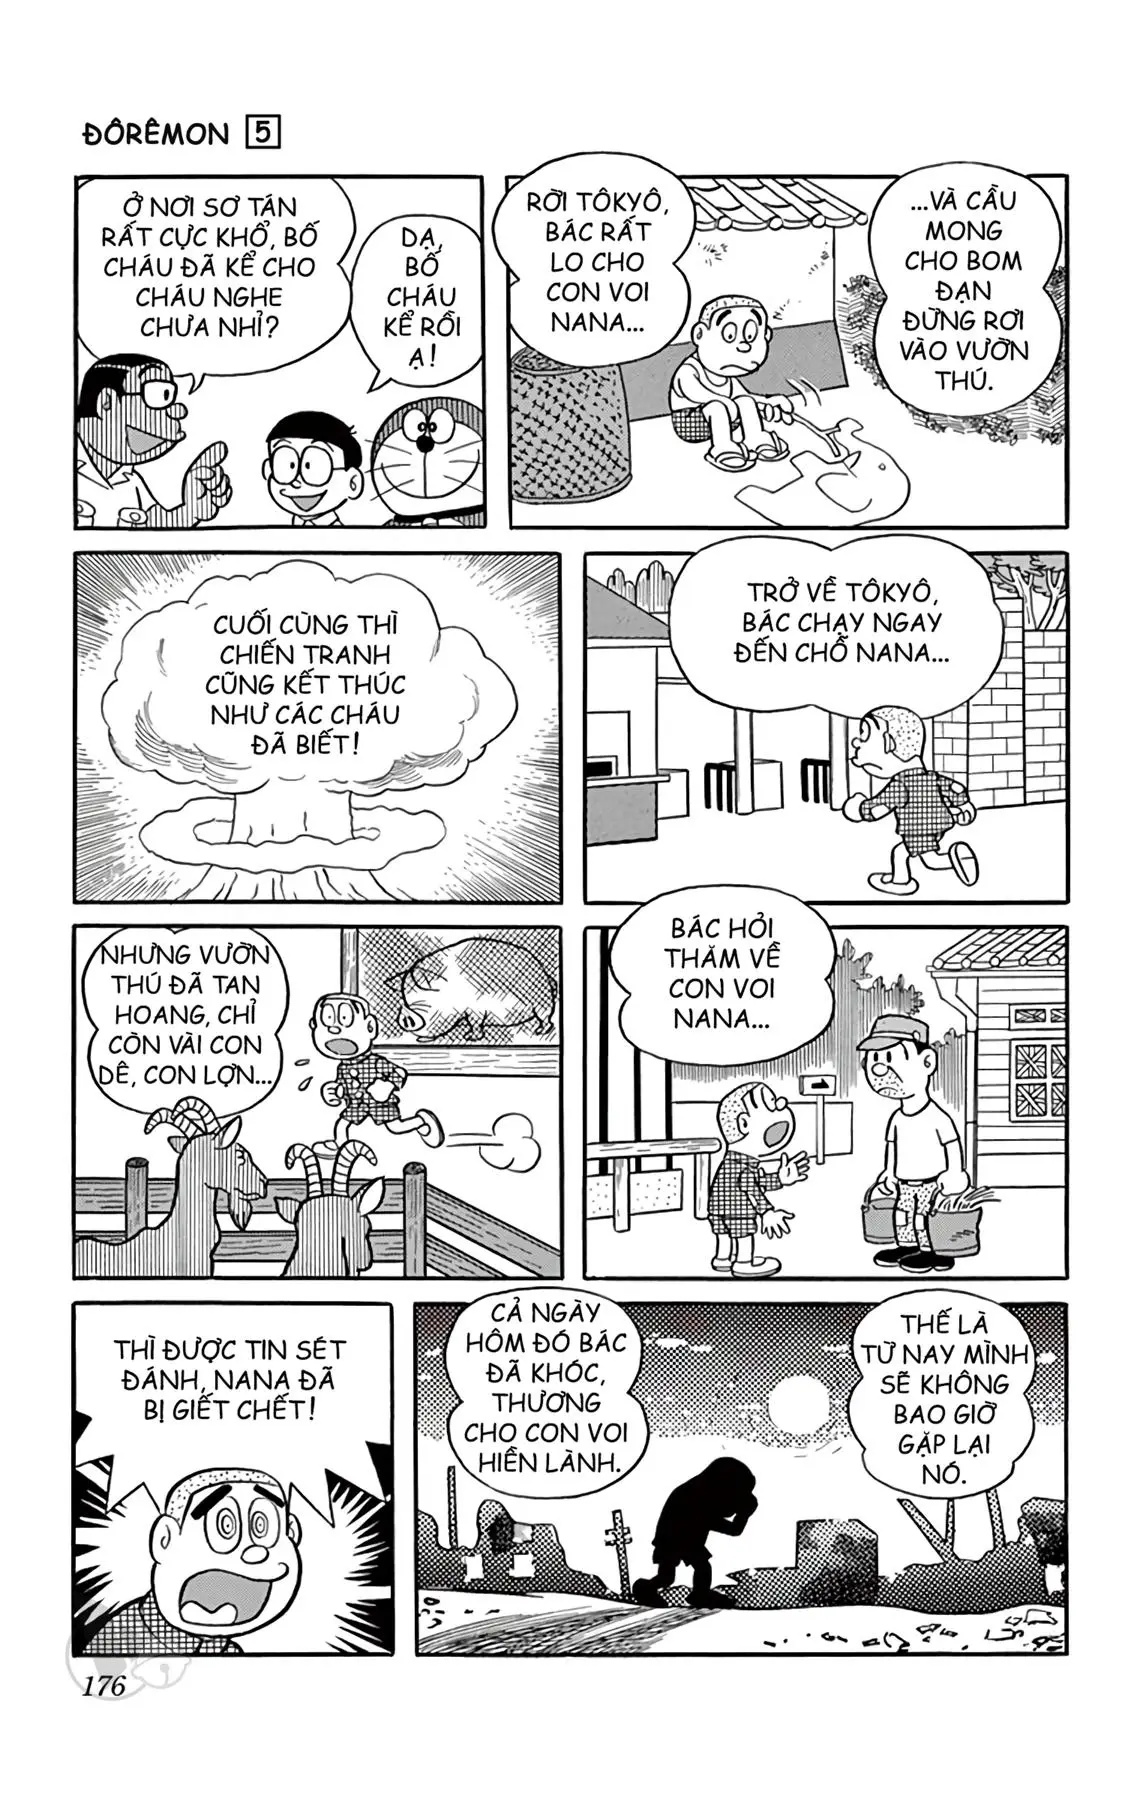 ĐÔRÊMON 5
Ở NƠI SƠ TÁN
RẤT CỰC KHỔ, BỐ
CHÁU ĐÃ KỂ CHO
CHÁU NGHE
CHƯA NHỈ?
DẠ,
BỐ
CHÁU
KỂ RỒI
Ạ!
RỜI TÔKYÔ,
BÁC RẤT
LO CHO
CON VOI
NANA...
...VÀ CẦU
MONG
CHO BOM
ĐẠN
ĐỪNG RƠI
VÀO VƯỜN
THÚ.
CUỐI CÙNG THÌ
CHIẾN TRANH
CŨNG KẾT THÚC
NHƯ CÁC CHÁU
ĐÃ BIẾT!
TRỞ VỀ TÔKYÔ,
BÁC CHẠY NGAY
ĐẾN CHỖ NANA...
NHƯNG VƯỜN
THÚ ĐÃ TAN
HOANG, CHỈ
CÒN VÀI CON
DÊ, CON LỢN...
BÁC HỎI
THĂM VỀ
CON VOI
NANA...
THÌ ĐƯỢC TIN SÉT
ĐÁNH, NANA ĐÃ
BỊ GIẾT CHẾT!
CẢ NGÀY
HÔM ĐÓ BÁC
ĐÃ KHÓC,
THƯƠNG
CHO CON VOI
HIỀN LÀNH.
THẾ LÀ
TỪ NAY MÌNH
SẼ KHÔNG
BAO GIỜ
GẶP LẠI
NÓ.
176